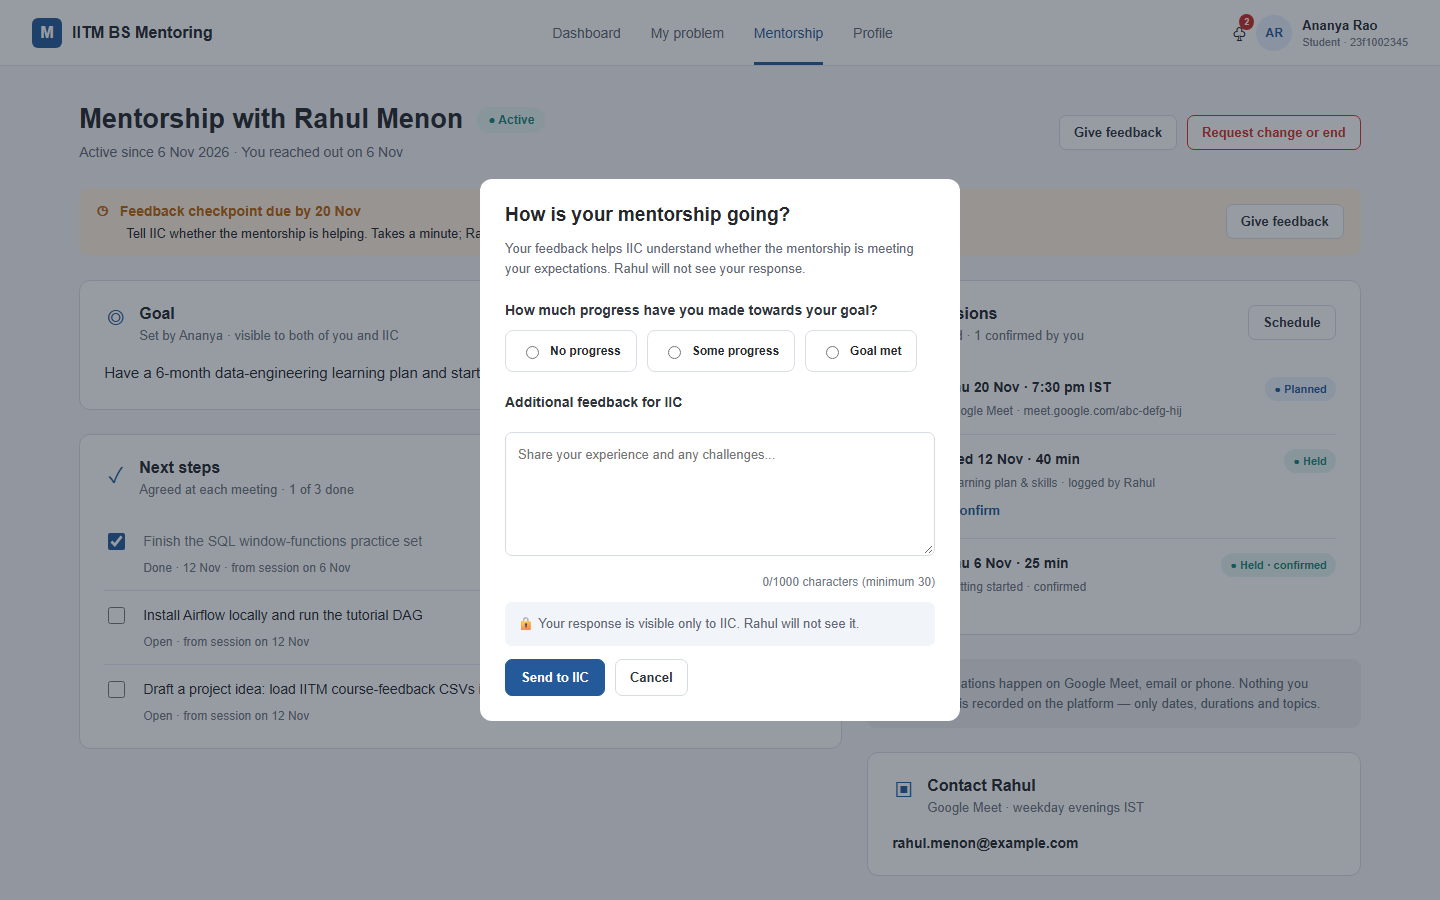 M IITM BS Mentoring
Dashboard My problem Mentorship Profile
2
AR
Ananya Rao
Student · 23f1002345
Mentorship with Rahul Menon
● Active
Active since 6 Nov 2026 · You reached out on 6 Nov
Give feedback
Request change or end
Feedback checkpoint due by 20 Nov
Tell IIC whether the mentorship is helping. Takes a minute;
Give feedback
Goal
Set by Ananya · visible to both of you and IIC
Have a 6-month data-engineering learning plan and start
Next steps
Agreed at each meeting · 1 of 3 done
Finish the SQL window-functions practice set
Done · 12 Nov · from session on 6 Nov
Install Airflow locally and run the tutorial DAG
Open · from session on 12 Nov
Draft a project idea: load IITM course-feedback CSVs
Open · from session on 12 Nov
How is your mentorship going?
Your feedback helps IIC understand whether the mentorship is meeting
your expectations. Rahul will not see your response.
How much progress have you made towards your goal?
No progress
Some progress
Goal met
Additional feedback for IIC
Share your experience and any challenges...
0/1000 characters (minimum 30)
Your response is visible only to IIC. Rahul will not see it.
Send to IIC
Cancel
sions
· 1 confirmed by you
Schedule
20 Nov · 7:30 pm IST
ogle Meet · meet.google.com/abc-defg-hij
● Planned
12 Nov · 40 min
arning plan & skills · logged by Rahul
● Held
onfirm
6 Nov · 25 min
tting started · confirmed
● Held · confirmed
ations happen on Google Meet, email or phone. Nothing you
is recorded on the platform — only dates, durations and topics.
Contact Rahul
Google Meet · weekday evenings IST
rahul.menon@example.com